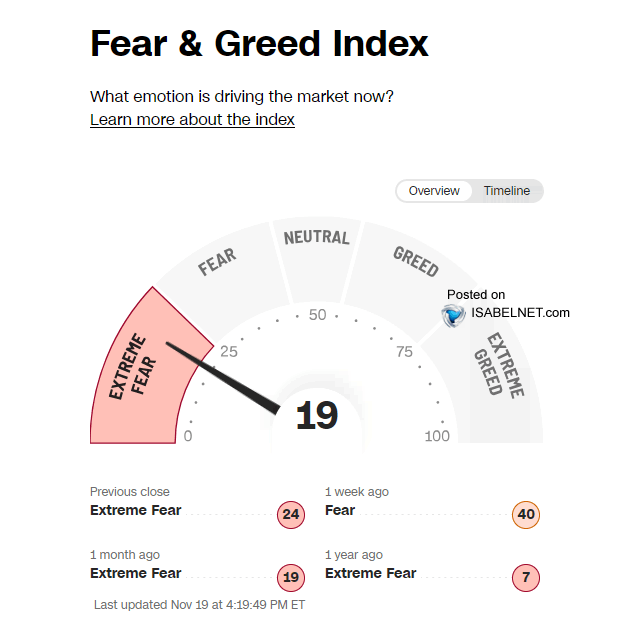 Fear & Greed Index
What emotion is driving the market now?
Learn more about the index
Overview Timeline
EXTREME
FEAR
FEAR
NEUTRAL
GREED
EXTREME
GREED
Posted on
ISABELNET.com
0
25
50
75
100
19
Previous close
Extreme Fear 24
1 week ago
Fear 40
1 month ago
Extreme Fear 19
1 year ago
Extreme Fear 7
Last updated Nov 19 at 4:19:49 PM ET